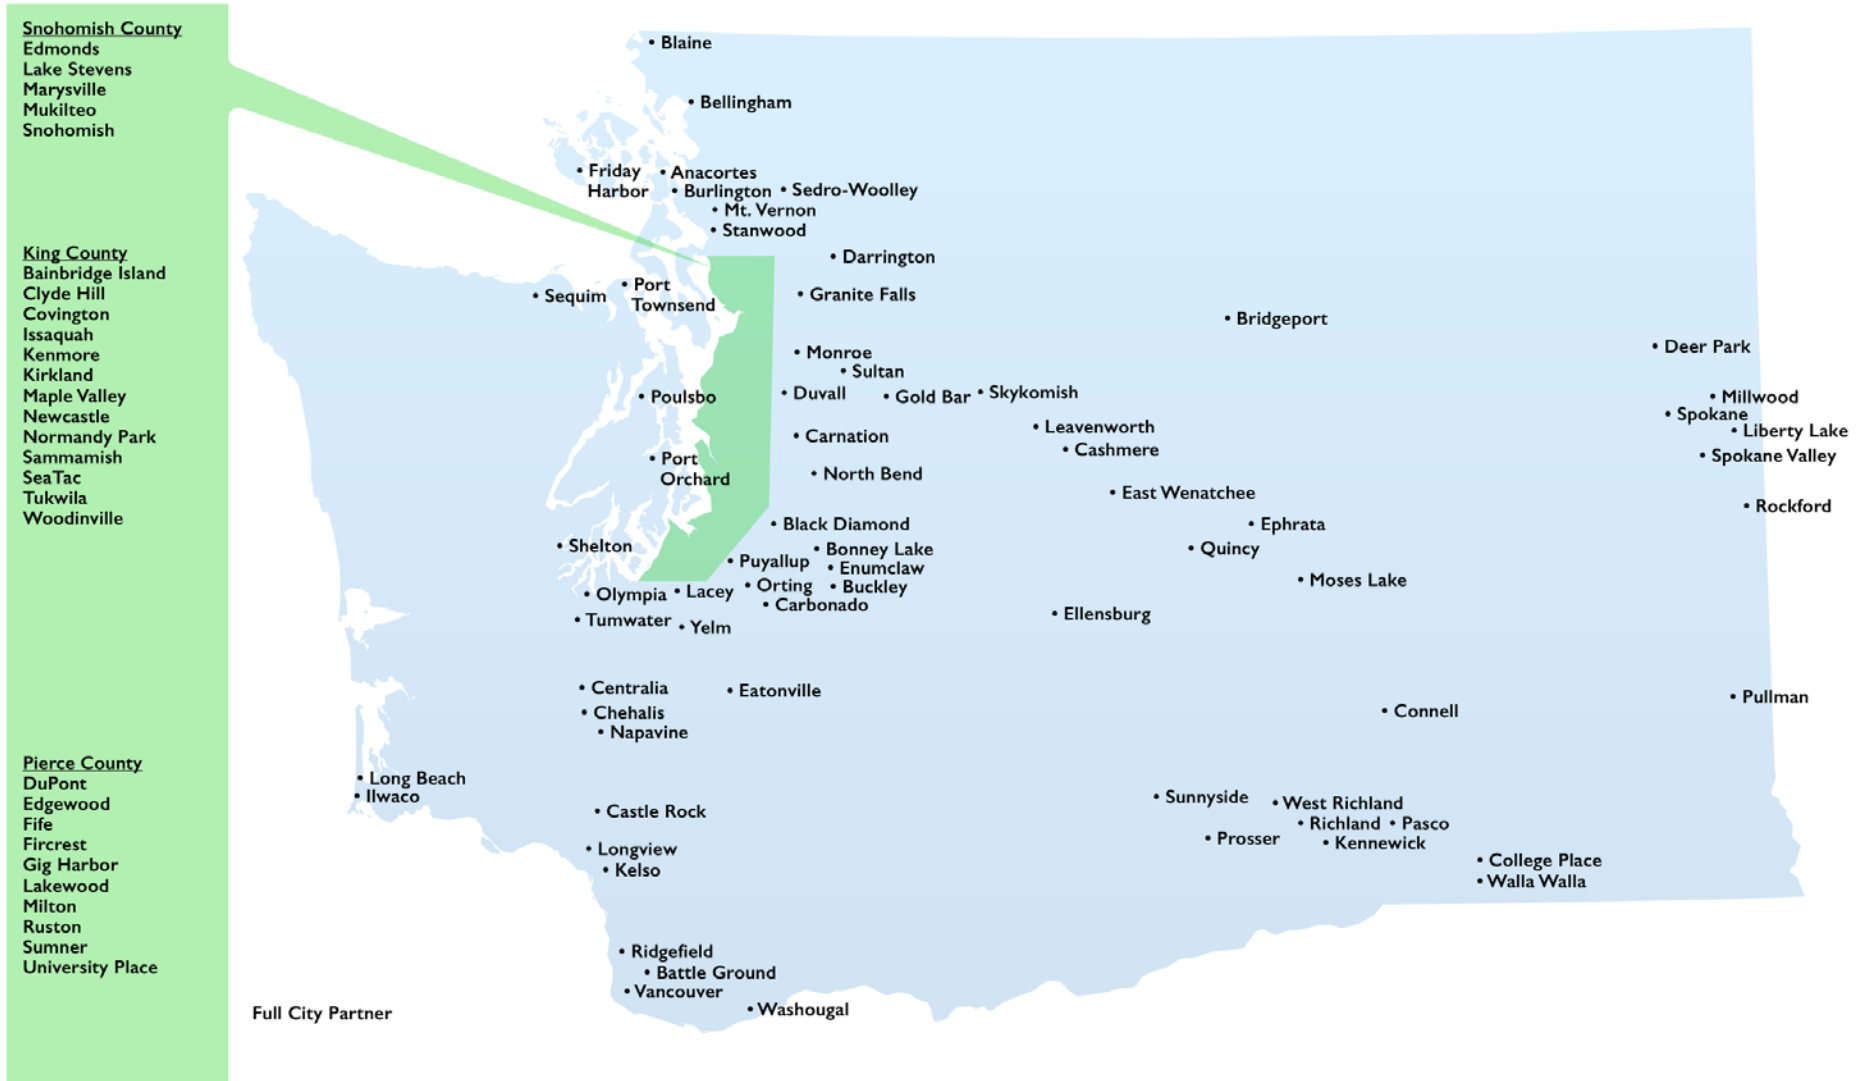 Snohomish County
Edmonds
Lake Stevens
Marysville
Mukilteo
Snohomish
King County
Bainbridge Island
Clyde Hill
Covington
Issaquah
Kenmore
Kirkland
Maple Valley
Newcastle
Normandy Park
Sammamish
SeaTac
Tukwila
Woodinville
Pierce County
DuPont
Edgewood
Fife
Fircrest
Gig Harbor
Lakewood
Milton
Ruston
Sumner
University Place
Blaine
Bellingham
Friday
Harbor
Anacortes
Burlington
Sedro-Woolley
Mt. Vernon
Stanwood
Darrington
Sequim
Port
Townsend
Granite Falls
Bridgeport
Deer Park
Monroe
Sultan
Poulsbo
Duvall
Gold Bar
Skykomish
Millwood
Spokane
Liberty Lake
Spokane Valley
Leavenworth
Cashmere
Carnation
Port
Orchard
North Bend
East Wenatchee
Rockford
Black Diamond
Ephrata
Shelton
Bonney Lake
Quincy
Puyallup
Enumclaw
Moses Lake
Orting
Buckley
Olympia
Lacey
Carbonado
Ellensburg
Tumwater
Yelm
Centralia
Eatonville
Pullman
Chehalis
Connell
Napavine
Long Beach
Ilwaco
Castle Rock
Sunnyside
West Richland
Richland
Pasco
Prosser
Kennewick
Longview
Kelso
College Place
Walla Walla
Ridgefield
Battle Ground
Vancouver
Washougal
Full City Partner